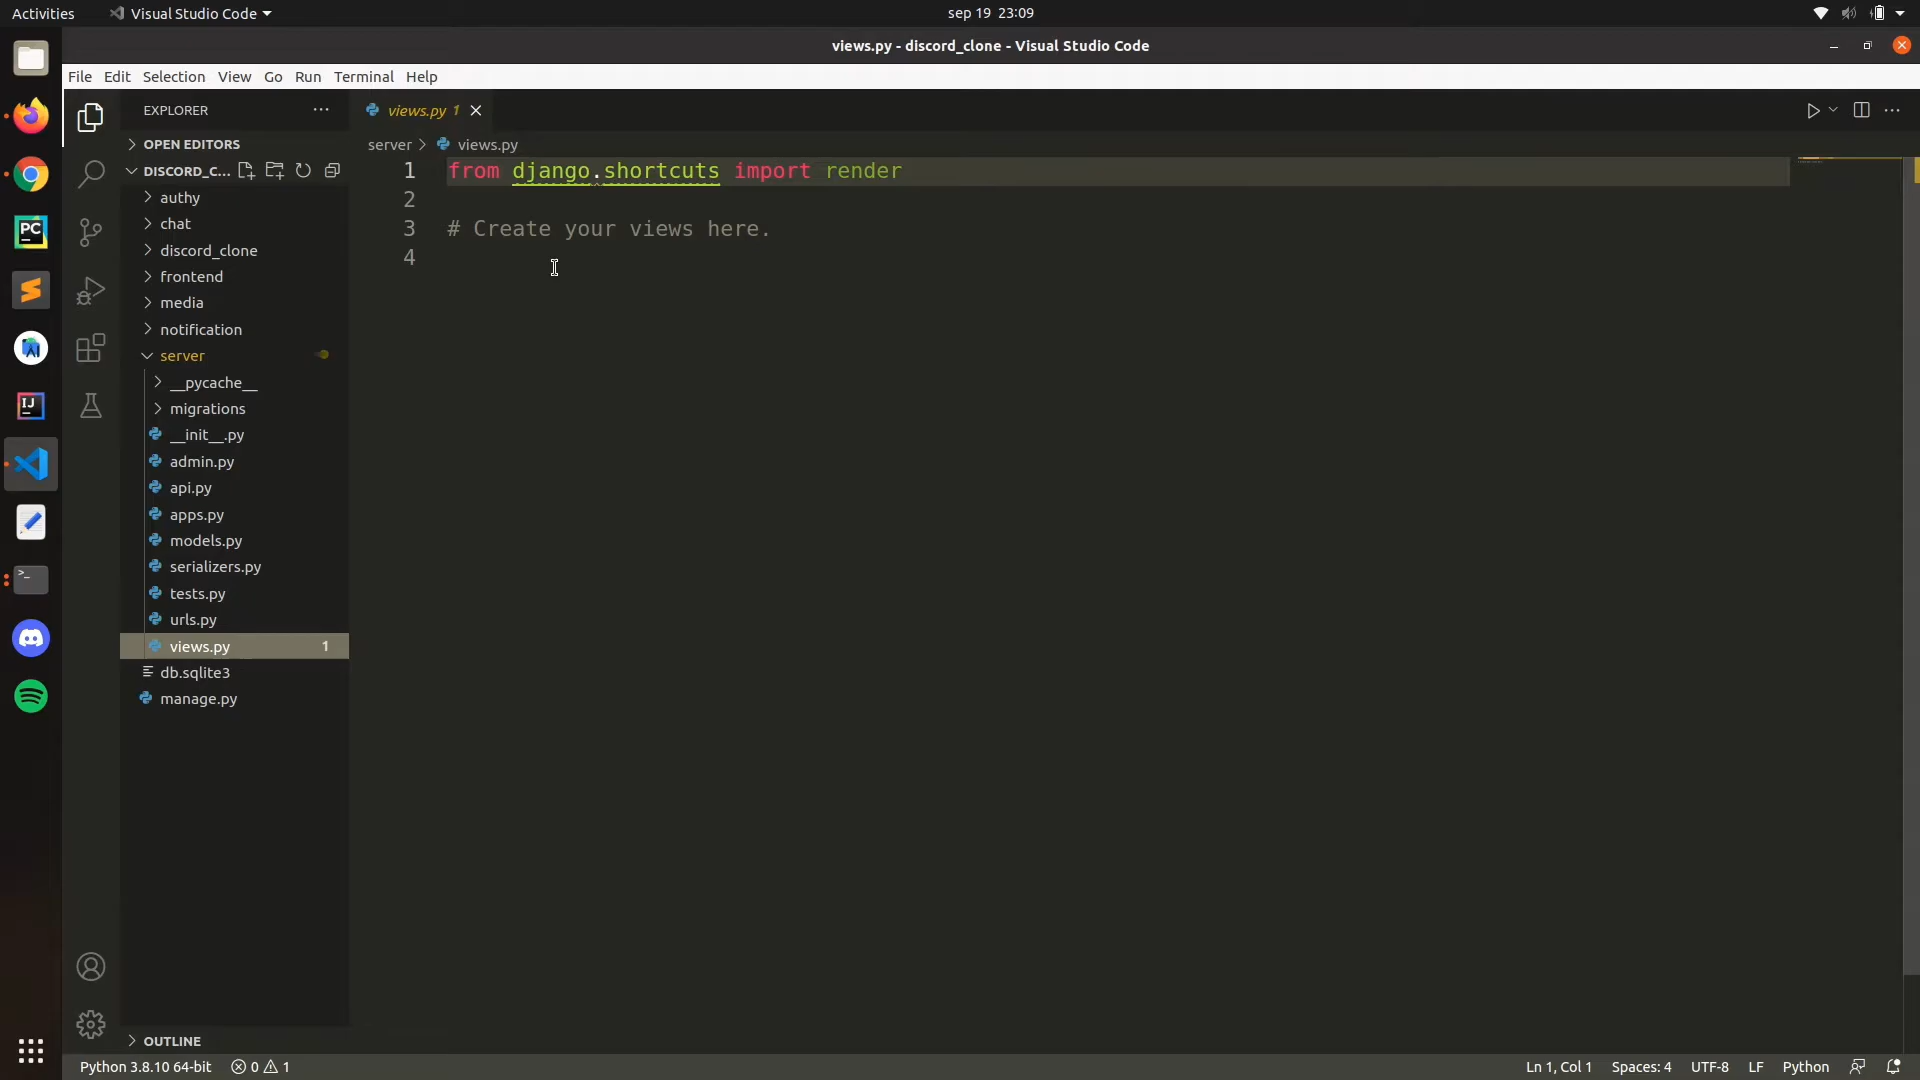 Activities
Visual Studio Code
sep 19 23:09
views.py - discord_clone - Visual Studio Code
File Edit Selection View Go Run Terminal Help
EXPLORER
OPEN EDITORS
DISCORD_C...
authy
chat
discord_clone
frontend
media
notification
server
__pycache__
migrations
__init__.py
admin.py
api.py
apps.py
models.py
serializers.py
tests.py
urls.py
views.py 1
db.sqlite3
manage.py
OUTLINE
views.py 1
server > views.py
1 from django.shortcuts import render
2
3 # Create your views here.
4
PC
IJ
>_
Python 3.8.10 64-bit 0 1
Ln 1, Col 1 Spaces: 4 UTF-8 LF Python